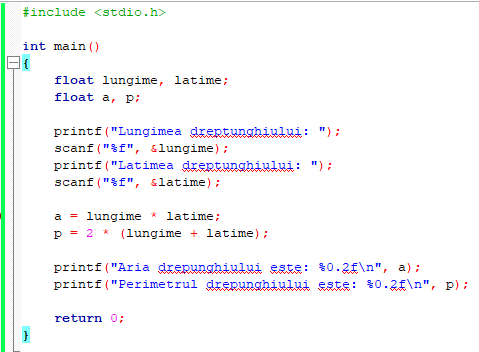 #include <stdio.h>
int main()
{
float lungime, latime;
float a, p;
printf("Lungimea dreptunghiului: ");
scanf("%f", &lungime);
printf("Latimea dreptunghiului: ");
scanf("%f", &latime);
a = lungime * latime;
p = 2 * (lungime + latime);
printf("Aria drepunghiului este: %0.2f\n", a);
printf("Perimetrul drepunghiului este: %0.2f\n", p);
return 0;
}